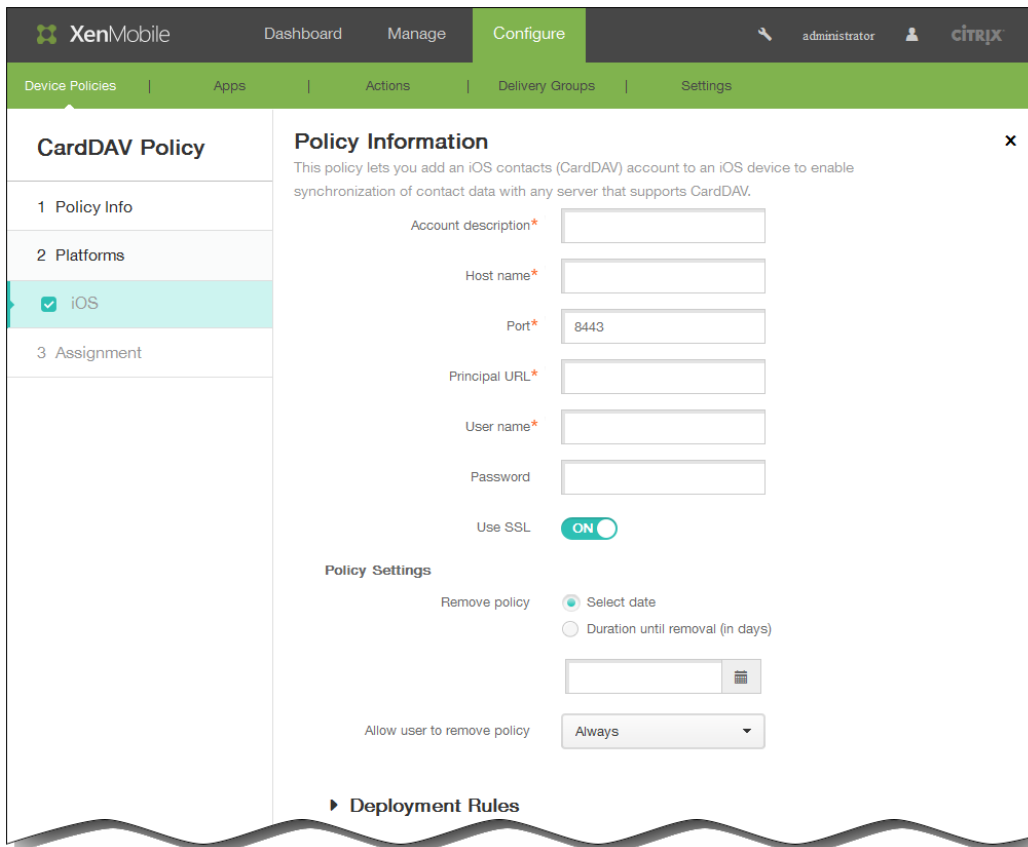 XenMobile Dashboard Manage Configure administrator CİTRIX
Device Policies | Apps | Actions | Delivery Groups | Settings
CardDAV Policy
1 Policy Info
2 Platforms
iOS
3 Assignment
Policy Information
This policy lets you add an iOS contacts (CardDAV) account to an iOS device to enable
synchronization of contact data with any server that supports CardDAV.
Account description*
Host name*
Port* 8443
Principal URL*
User name*
Password
Use SSL ON
Policy Settings
Remove policy Select date
Duration until removal (in days)
Allow user to remove policy Always
Deployment Rules